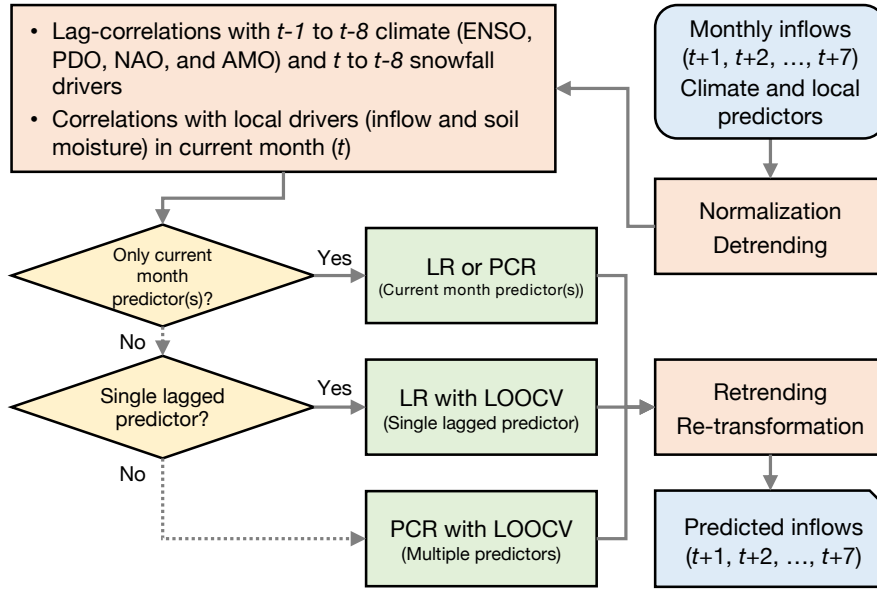 • Lag-correlations with t-1 to t-8 climate (ENSO,
PDO, NAO, and AMO) and t to t-8 snowfall
drivers
• Correlations with local drivers (inflow and soil
moisture) in current month (t)
Monthly inflows
(t+1, t+2, …, t+7)
Climate and local
predictors
Normalization
Detrending
Only current
month
predictor(s)?
Yes
LR or PCR
(Current month predictor(s))
No
Single lagged
predictor?
Yes
LR with LOOCV
(Single lagged predictor)
Retrending
Re-transformation
No
PCR with LOOCV
(Multiple predictors)
Predicted inflows
(t+1, t+2, …, t+7)